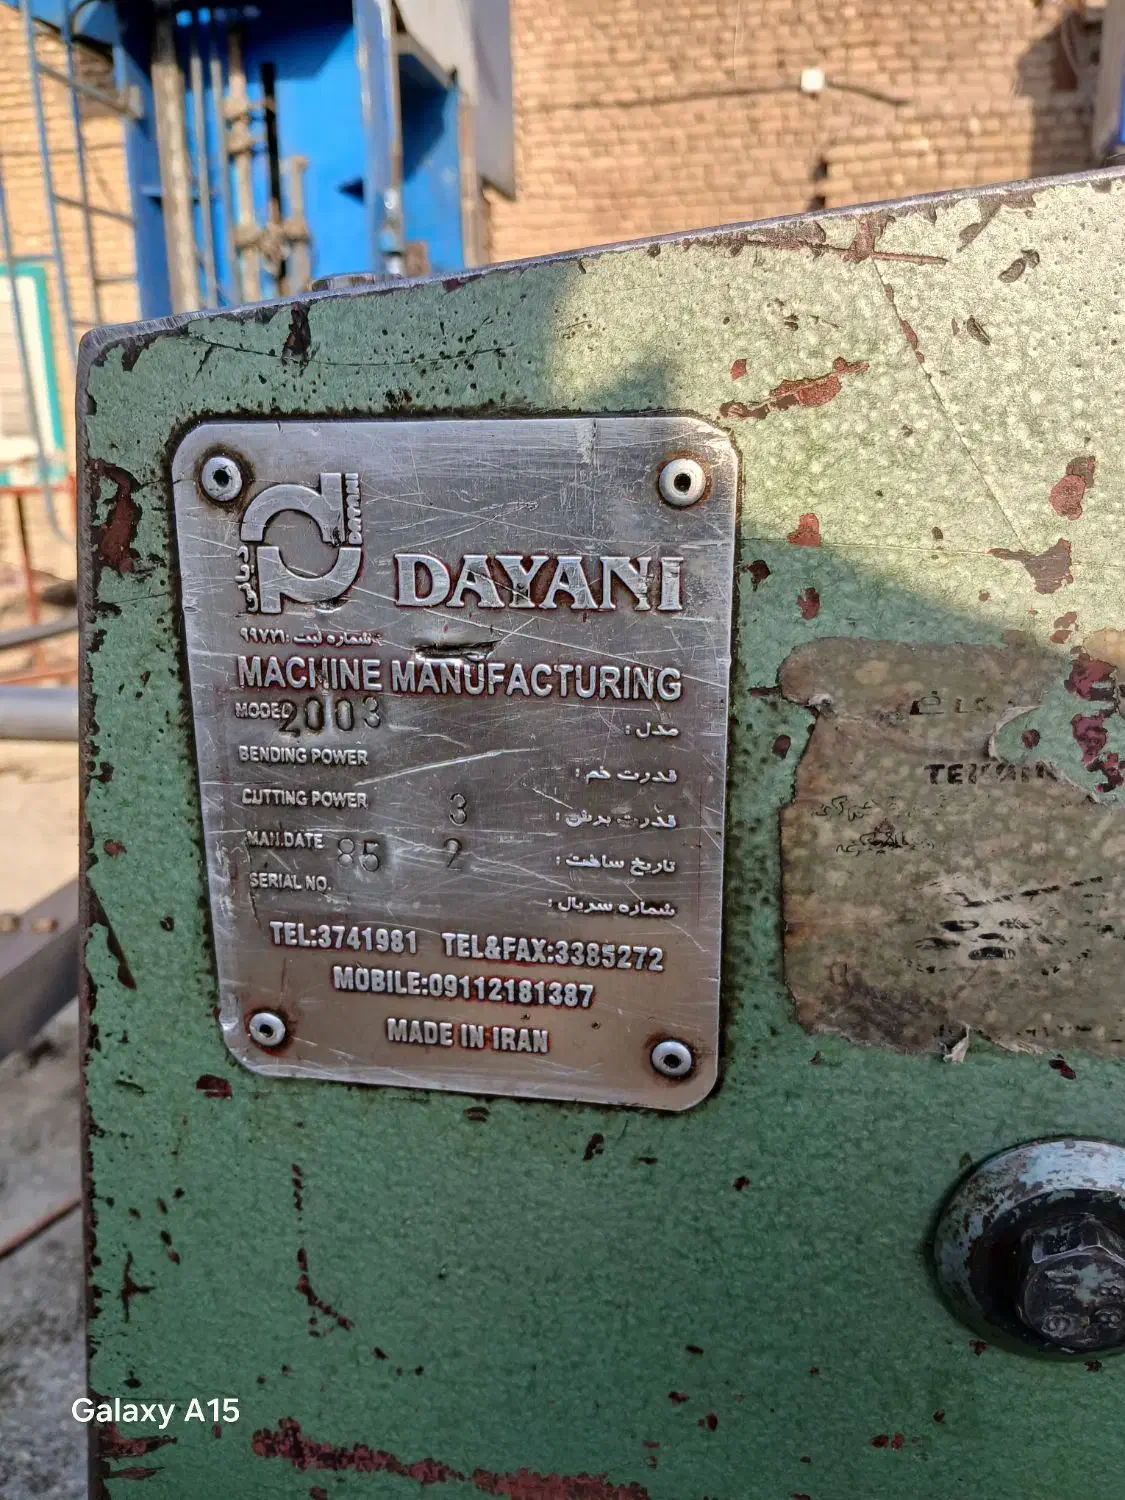 DAYANI
دیانی
DAYANI
شماره ثبت: ۹۹۷۷۱
MACHINE MANUFACTURING
MODEL 2003 مدل :
BENDING POWER قدرت خم :
CUTTING POWER 3 قدرت برش :
MAN.DATE 85 2 تاریخ ساخت :
SERIAL NO. شماره سریال :
TEL:3741981 TEL&FAX:3385272
MOBILE:09112181387
MADE IN IRAN
Galaxy A15